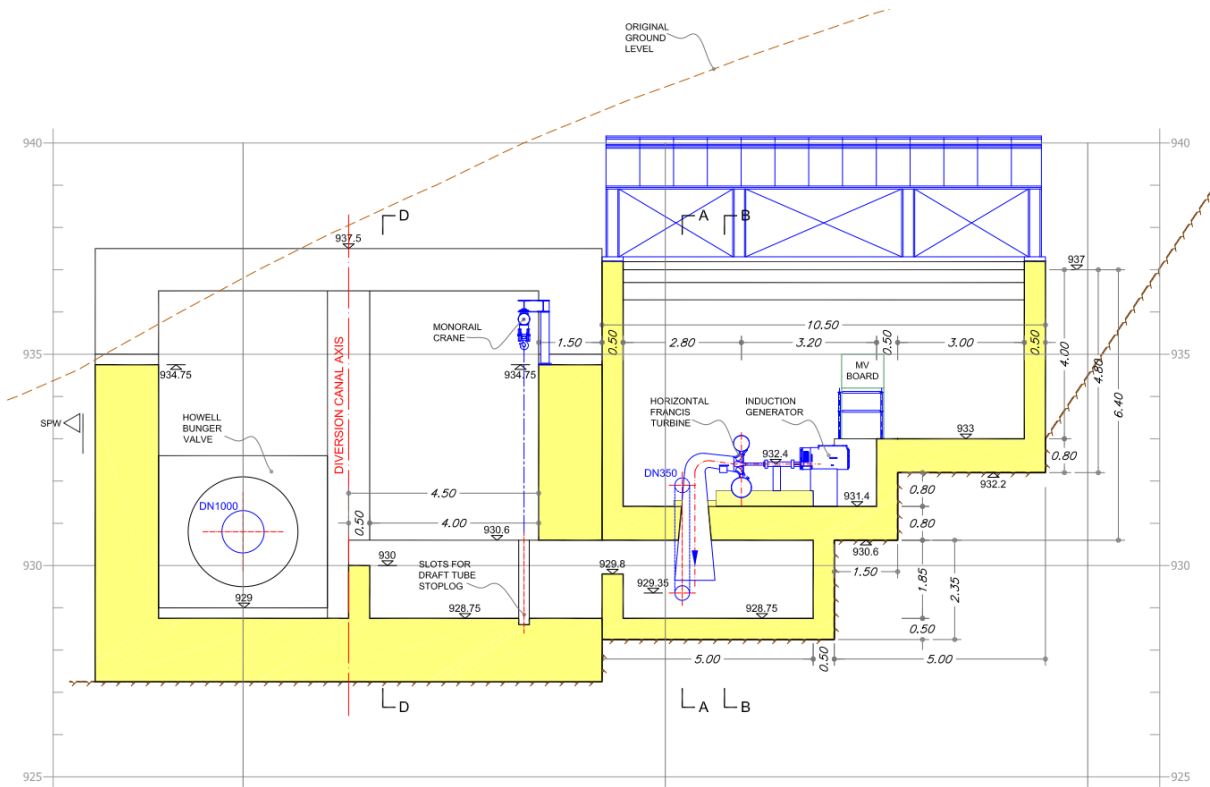 ORIGINAL
GROUND
LEVEL
940
940
D
A
B
937.5
937
MONORAIL
CRANE
1.50
0.50
10.50
2.80
3.20
0.50
3.00
0.50
4.00
4.80
6.40
935
935
934.75
934.75
MV
BOARD
DIVERSION CANAL AXIS
SPW
HOWELL
BUNGER
VALVE
HORIZONTAL
FRANCIS
TURBINE
INDUCTION
GENERATOR
933
932.4
DN350
0.80
932.2
4.50
0.50
4.00
931.4
0.80
0.80
DN1000
930.6
930.6
930
930
930
SLOTS FOR
DRAFT TUBE
STOPLOG
929.8
929.35
1.50
1.85
2.35
929
928.75
928.75
0.50
5.00
0.50
5.00
D
A
B
925
925